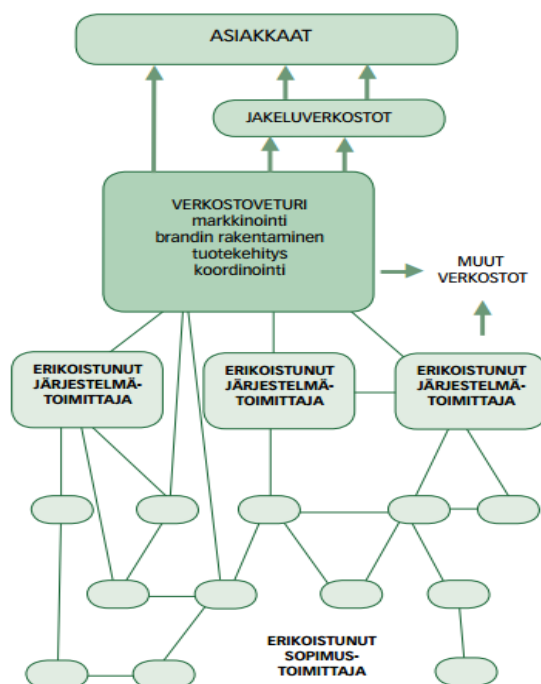 ASIAKKAAT
JAKELUVERKOSTOT
VERKOSTOVETURI
markkinointi
brandin rakentaminen
tuotekehitys
koordinointi
MUUT
VERKOSTOT
ERIKOISTUNUT
JÄRJESTELMÄ-
TOIMITTAJA
ERIKOISTUNUT
JÄRJESTELMÄ-
TOIMITTAJA
ERIKOISTUNUT
JÄRJESTELMÄ-
TOIMITTAJA
ERIKOISTUNUT
SOPIMUS-
TOIMITTAJA